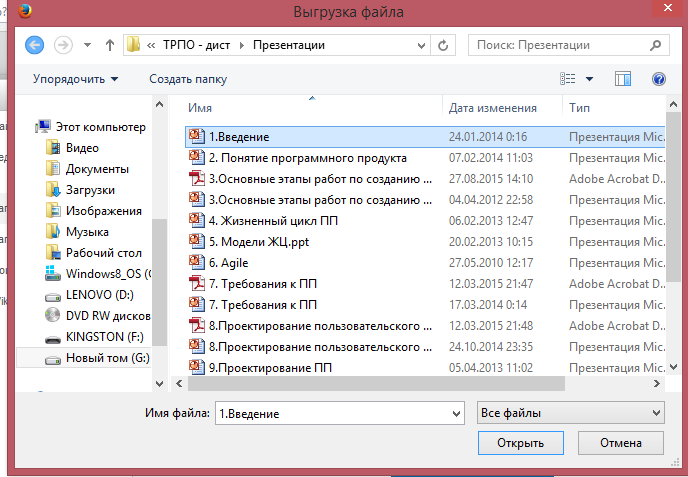 Выгрузка файла
« ТРПО - дист ▸ Презентации
Поиск: Презентации
Упорядочить
Создать папку
Этот компьютер
Видео
Документы
Загрузки
Изображения
Музыка
Рабочий стол
Windows8_OS (
LENOVO (D:)
DVD RW дисков
KINGSTON (F:)
Новый том (G:)
Имя Дата изменения Тип
1.Введение 24.01.2014 0:16 Презентация Mic...
2. Понятие программного продукта 07.02.2014 11:03 Презентация Mic...
3.Основные этапы работ по созданию ... 27.08.2015 14:10 Adobe Acrobat D...
3.Основные этапы работ по созданию ... 04.04.2012 22:58 Презентация Mic...
4. Жизненный цикл ПП 06.02.2013 12:47 Презентация Mic...
5. Модели ЖЦ.ppt 20.02.2013 10:15 Презентация Mic...
6. Agile 27.05.2010 12:17 Презентация Mic...
7. Требования к ПП 12.03.2015 21:47 Adobe Acrobat D...
7. Требования к ПП 17.03.2014 0:14 Презентация Mic...
8.Проектирование пользовательского ... 12.03.2015 21:48 Adobe Acrobat D...
8.Проектирование пользовательского ... 24.10.2014 23:35 Презентация Mic...
9.Проектирование ПП 05.04.2013 11:02 Презентация Mic...
Имя файла: 1.Введение
Все файлы
Открыть
Отмена